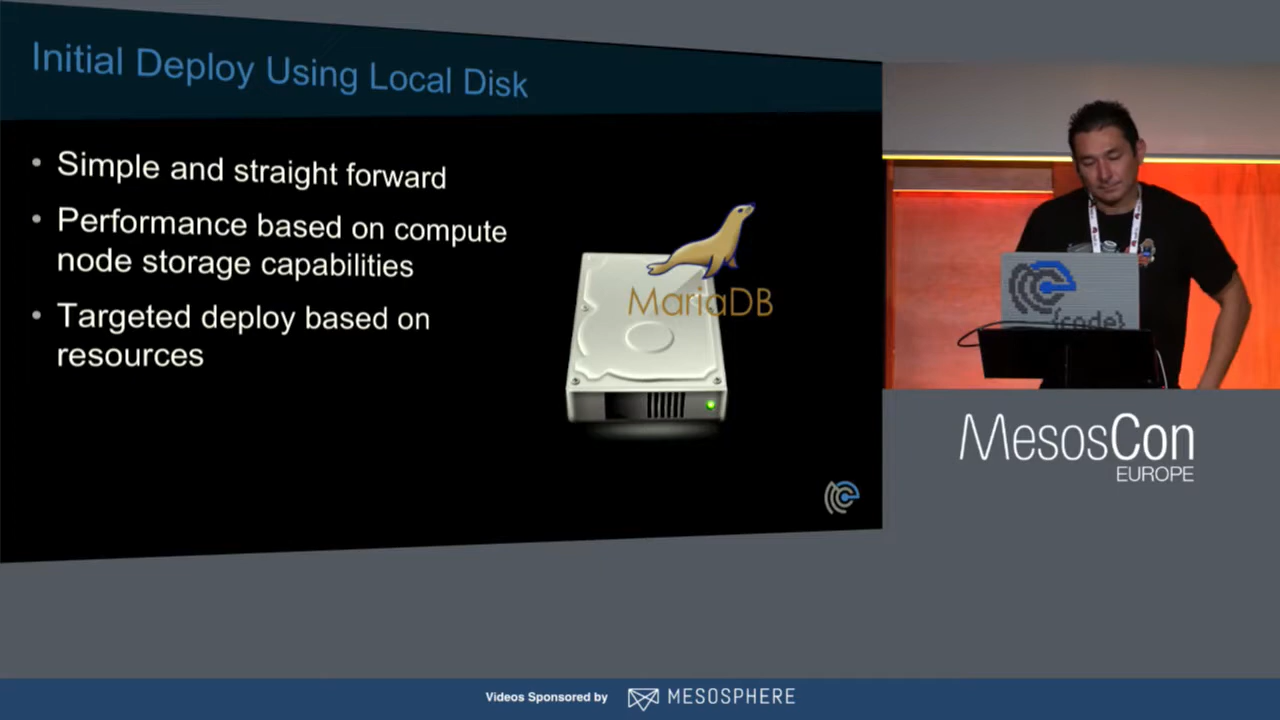 Initial Deploy Using Local Disk
• Simple and straight forward
• Performance based on compute
node storage capabilities
• Targeted deploy based on
resources
MariaDB
{code}
MesosCon
EUROPE
Videos Sponsored by
MESOSPHERE